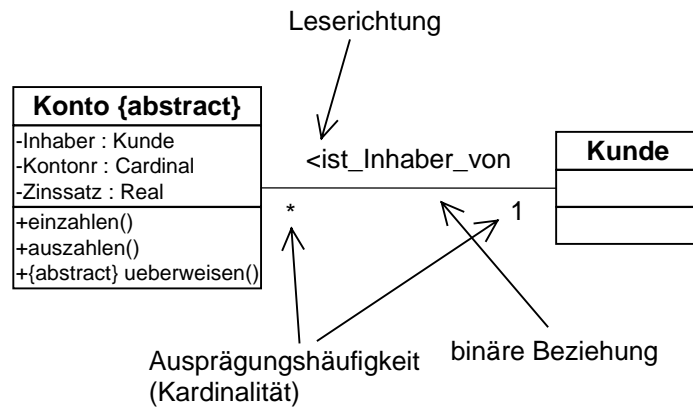 Leserichtung
Konto {abstract}
-Inhaber : Kunde
-Kontonr : Cardinal
-Zinssatz : Real
+einzahlen()
+auszahlen()
+{abstract} ueberweisen()
<ist_Inhaber_von
*
1
Kunde
Ausprägungshäufigkeit
(Kardinalität)
binäre Beziehung